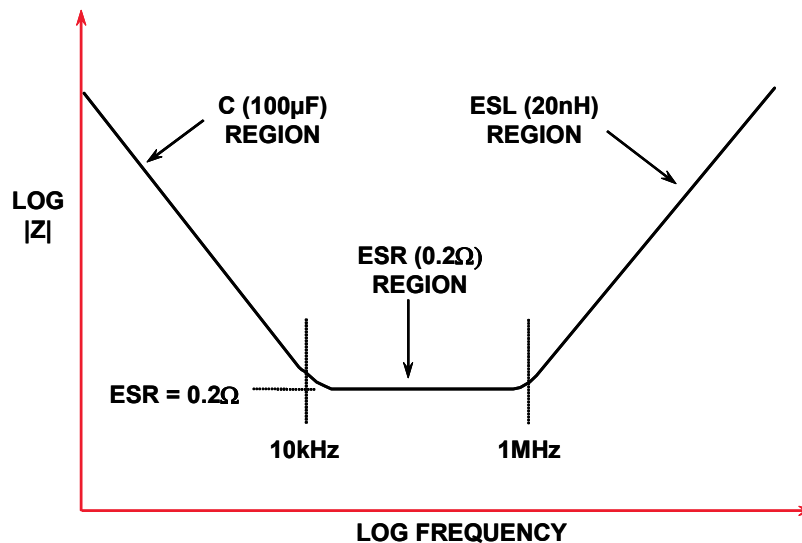 C (100µF)
REGION
ESL (20nH)
REGION
LOG
|Z|
ESR (0.2Ω)
REGION
ESR = 0.2Ω
10kHz
1MHz
LOG FREQUENCY